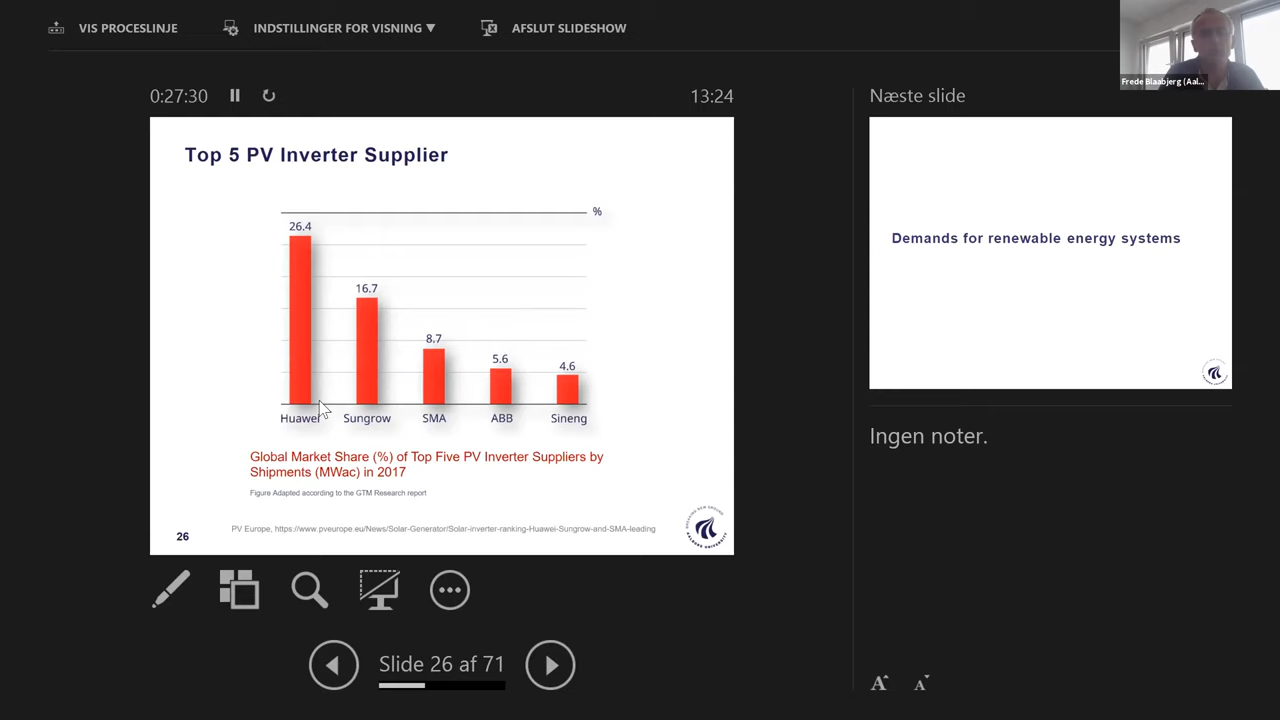 VIS PROCESLINJE
INDSTILLINGER FOR VISNING ▼
AFSLUT SLIDESHOW
Frede Blaabjerg (Aal...
0:27:30
13:24
Top 5 PV Inverter Supplier
%
26.4
16.7
8.7
5.6
4.6
Huawei
Sungrow
SMA
ABB
Sineng
Global Market Share (%) of Top Five PV Inverter Suppliers by
Shipments (MWac) in 2017
Figure Adapted according to the GTM Research report
PV Europe, https://www.pveurope.eu/News/Solar-Generator/Solar-inverter-ranking-Huawei-Sungrow-and-SMA-leading
26
AALBORG UNIVERSITY
Slide 26 af 71
Næste slide
Demands for renewable energy systems
Ingen noter.
A
A